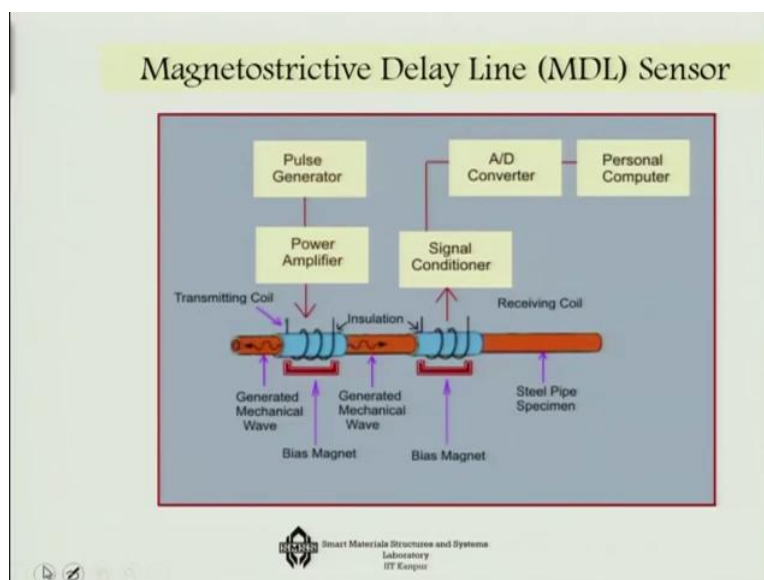 Magnetostrictive Delay Line (MDL) Sensor
Pulse
Generator
A/D
Converter
Personal
Computer
Power
Amplifier
Signal
Conditioner
Transmitting Coil
Insulation
Receiving Coil
Generated
Mechanical
Wave
Generated
Mechanical
Wave
Steel Pipe
Specimen
Bias Magnet
Bias Magnet
Smart Materials Structures and Systems
Laboratory
IIT Kanpur